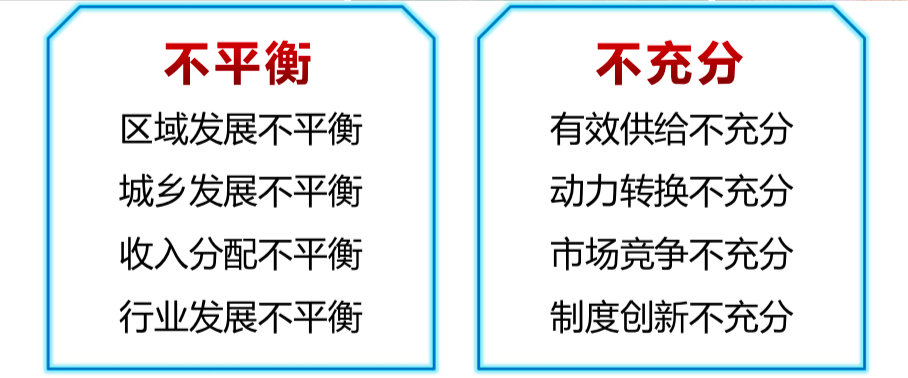 不平衡
区域发展不平衡
城乡发展不平衡
收入分配不平衡
行业发展不平衡
不充分
有效供给不充分
动力转换不充分
市场竞争不充分
制度创新不充分